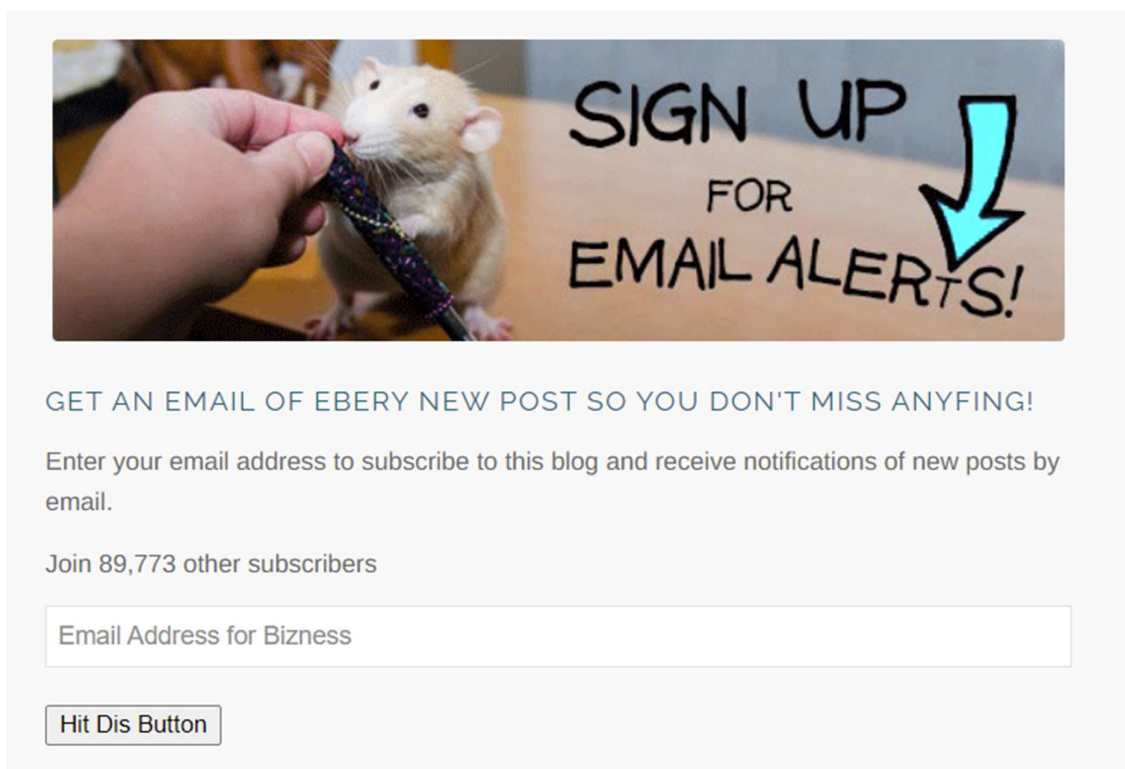 SIGN UP
FOR
EMAIL ALERTS!
GET AN EMAIL OF EBERY NEW POST SO YOU DON'T MISS ANYFING!
Enter your email address to subscribe to this blog and receive notifications of new posts by
email.
Join 89,773 other subscribers
Email Address for Bizness
Hit Dis Button